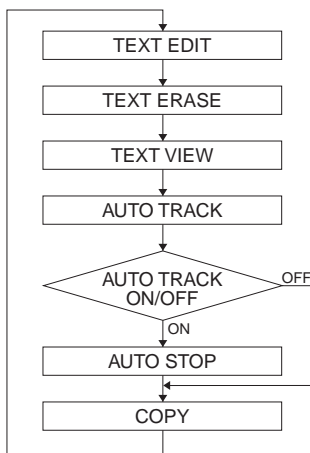 TEXT EDIT
TEXT ERASE
TEXT VIEW
AUTO TRACK
AUTO TRACK
ON/OFF
OFF
ON
AUTO STOP
COPY